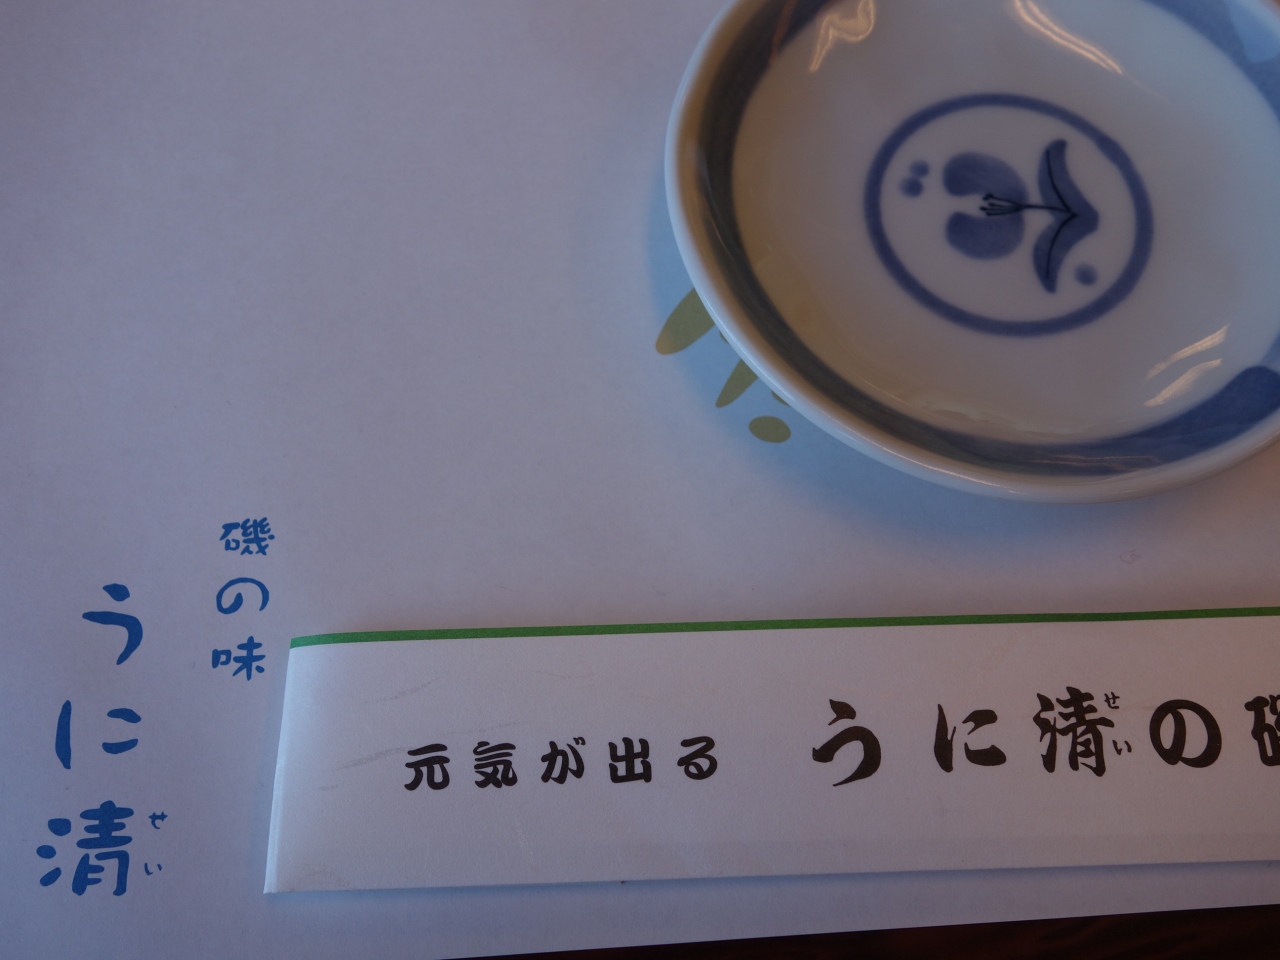 磯の味
うに清
せい
元気が出る うに清の磯
せい